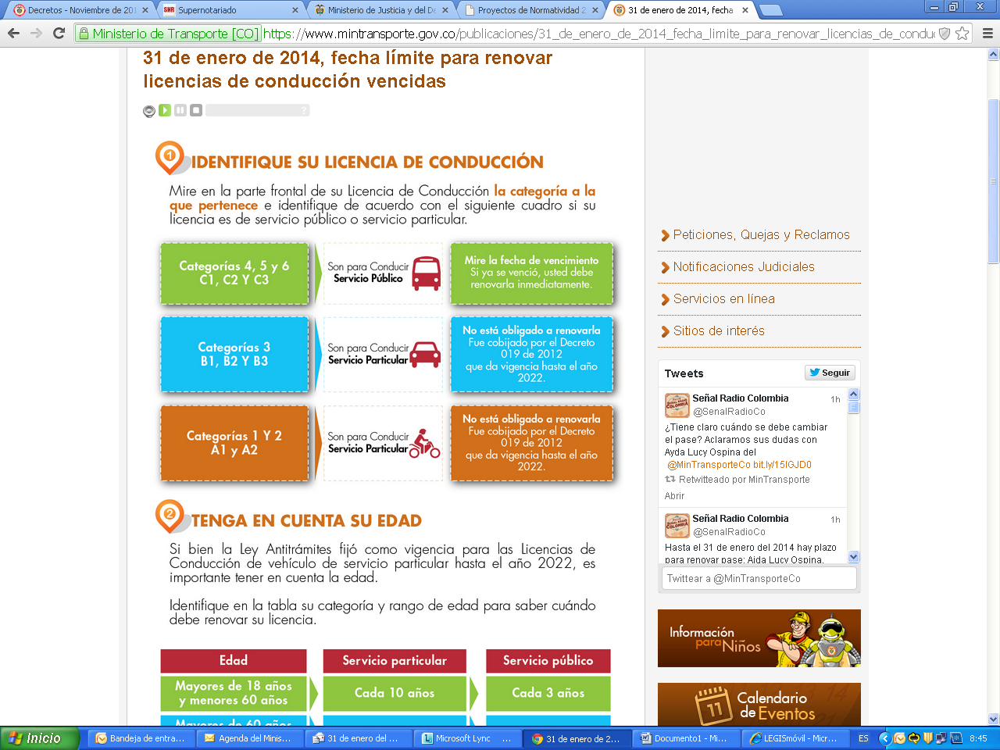 Decretos - Noviembre de 201
SNR Supernotariado
Ministerio de Justicia y del De
Proyectos de Normatividad 2
31 de enero de 2014, fecha
Ministerio de Transporte [CO]
https://www.mintransporte.gov.co/publicaciones/31_de_enero_de_2014_fecha_limite_para_renovar_licencias_de_conduc
31 de enero de 2014, fecha límite para renovar
licencias de conducción vencidas
?
1 IDENTIFIQUE SU LICENCIA DE CONDUCCIÓN
Mire en la parte frontal de su Licencia de Conducción la categoría a la
que pertenece e identifique de acuerdo con el siguiente cuadro si su
licencia es de servicio público o servicio particular.
Categorías 4, 5 y 6
C1, C2 Y C3
Son para Conducir
Servicio Público
Mire la fecha de vencimiento
Si ya se venció, usted debe
renovarla inmediatamente.
Categorías 3
B1, B2 Y B3
Son para Conducir
Servicio Particular
No está obligado a renovarla
Fue cobijado por el Decreto
019 de 2012
que da vigencia hasta el año
2022.
Categorías 1 Y 2
A1 y A2
Son para Conducir
Servicio Particular
No está obligado a renovarla
Fue cobijado por el Decreto
019 de 2012
que da vigencia hasta el año
2022.
2 TENGA EN CUENTA SU EDAD
Si bien la Ley Antitrámites fijó como vigencia para las Licencias de
Conducción de vehículo de servicio particular hasta el año 2022, es
importante tener en cuenta la edad.
Identifique en la tabla su categoría y rango de edad para saber cuándo
debe renovar su licencia.
Edad
Servicio particular
Servicio público
Mayores de 18 años
y menores 60 años
Cada 10 años
Cada 3 años
Mayores de 60 años
Peticiones, Quejas y Reclamos
Notificaciones Judiciales
Servicios en línea
Sitios de interés
Tweets
Seguir
Señal Radio Colombia 1h
@SenalRadioCo
¿Tiene claro cuándo se debe cambiar
el pase? Aclaramos sus dudas con
Ayda Lucy Ospina del
@MinTransporteCo bit.ly/15IGJD0
Retwitteado por MinTransporte
Abrir
Señal Radio Colombia 1h
@SenalRadioCo
Hasta el 31 de enero del 2014 hay plazo
para renovar pase: Aida Lucy Ospina.
Twittear a @MinTransporteCo
Información
para Niños
11
Calendario
de Eventos
Inicio
Bandeja de entra...
Agenda del Minis...
31 de enero del ...
Microsoft Lync
31 de enero de 2...
Documento1 - Mi...
LEGISmóvil - Micr...
ES
8:45